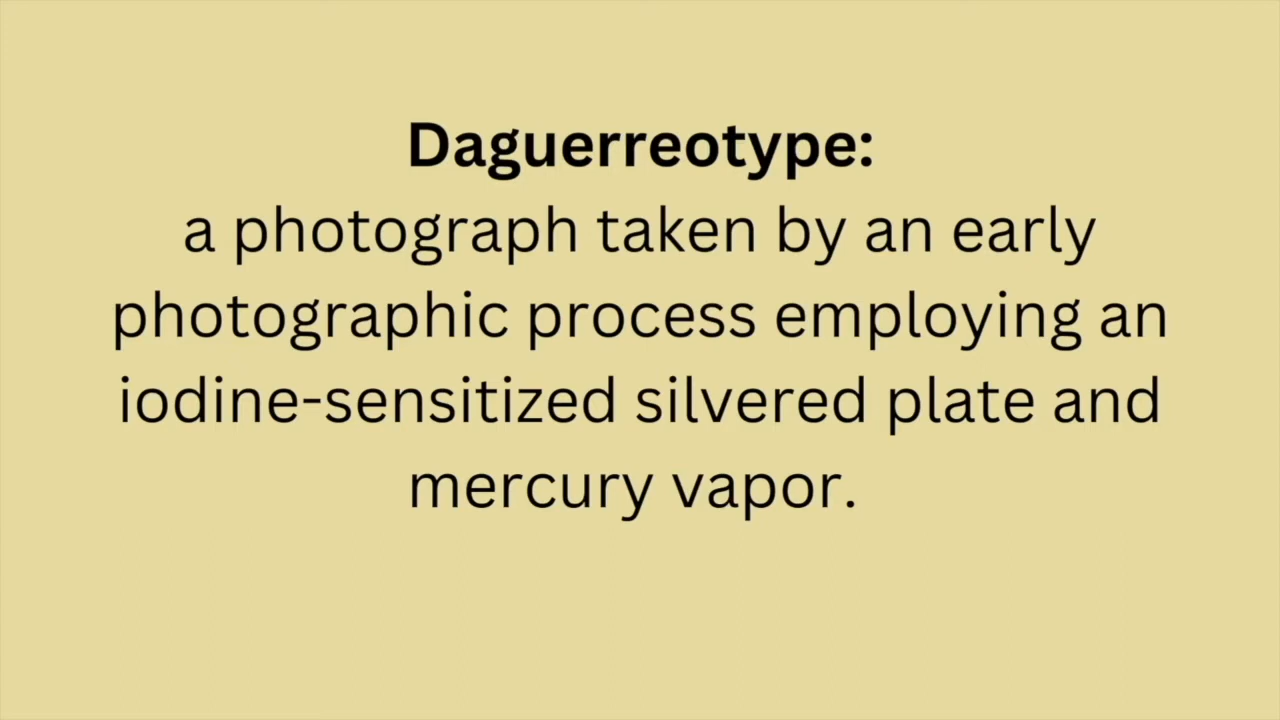 Daguerreotype:
a photograph taken by an early
photographic process employing an
iodine-sensitized silvered plate and
mercury vapor.